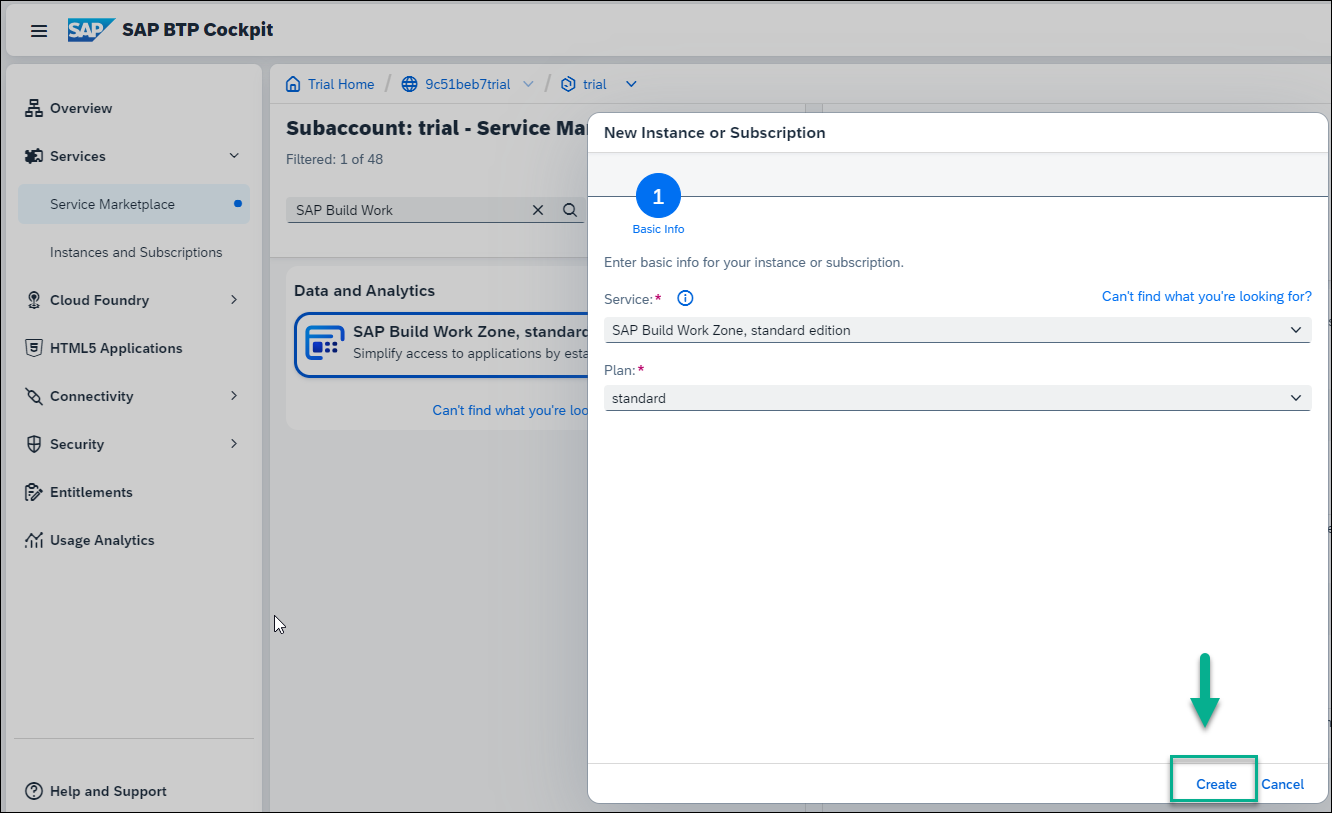 SAP SAP BTP Cockpit
Overview
Services
Service Marketplace
Instances and Subscriptions
Cloud Foundry
HTML5 Applications
Connectivity
Security
Entitlements
Usage Analytics
Help and Support
Trial Home / 9c51beb7trial / trial
Subaccount: trial - Service Ma
Filtered: 1 of 48
SAP Build Work
Data and Analytics
SAP Build Work Zone, standard
Simplify access to applications by esta
Can't find what you're loo
New Instance or Subscription
1
Basic Info
Enter basic info for your instance or subscription.
Service:*
Can't find what you're looking for?
SAP Build Work Zone, standard edition
Plan:*
standard
Create Cancel